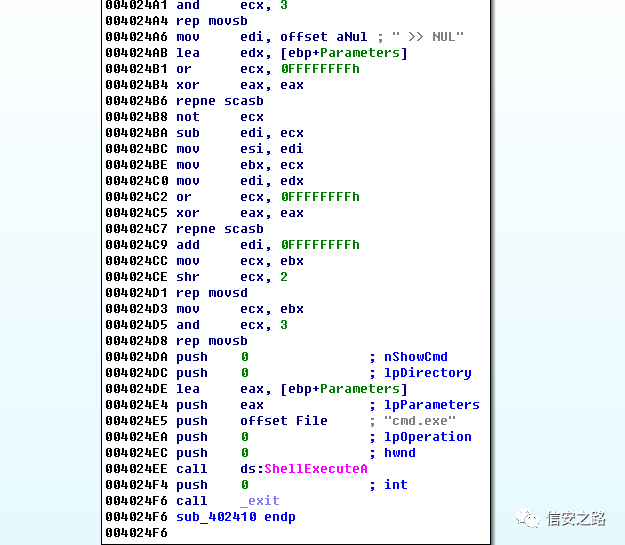 004024A1 and ecx, 3
004024A4 rep movsb
004024A6 mov edi, offset aNul ; " >> NUL"
004024AB lea edx, [ebp+Parameters]
004024B1 or ecx, 0FFFFFFFFh
004024B4 xor eax, eax
004024B6 repne scasb
004024B8 not ecx
004024BA sub edi, ecx
004024BC mov esi, edi
004024BE mov ebx, ecx
004024C0 mov edi, edx
004024C2 or ecx, 0FFFFFFFFh
004024C5 xor eax, eax
004024C7 repne scasb
004024C9 add edi, 0FFFFFFFFh
004024CC mov ecx, ebx
004024CE shr ecx, 2
004024D1 rep movsd
004024D3 mov ecx, ebx
004024D5 and ecx, 3
004024D8 rep movsb
004024DA push 0 ; nShowCmd
004024DC push 0 ; lpDirectory
004024DE lea eax, [ebp+Parameters]
004024E4 push eax ; lpParameters
004024E5 push offset File ; "cmd.exe"
004024EA push 0 ; lpOperation
004024EC push 0 ; hwnd
004024EE call ds:ShellExecuteA
004024F4 push 0 ; int
004024F6 call _exit
004024F6 sub_402410 endp
004024F6
信安之路